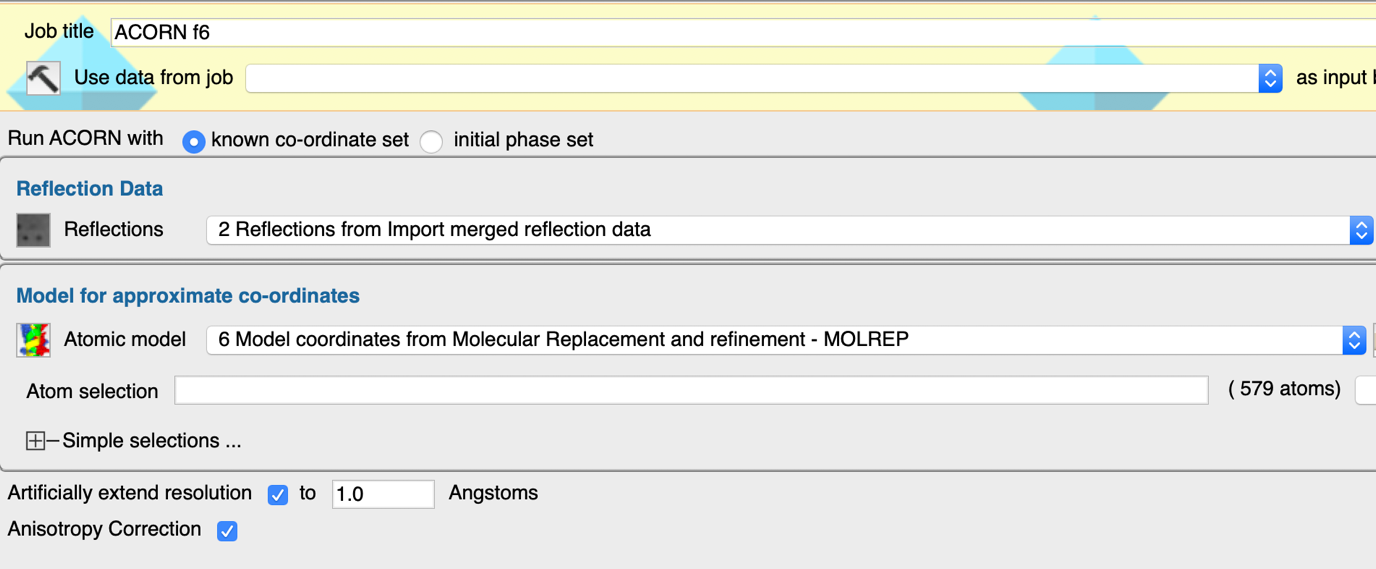 Job title ACORN f6
Use data from job as input
Run ACORN with known co-ordinate set initial phase set
Reflection Data
Reflections 2 Reflections from Import merged reflection data
Model for approximate co-ordinates
Atomic model 6 Model coordinates from Molecular Replacement and refinement - MOLREP
Atom selection ( 579 atoms)
Simple selections ...
Artificially extend resolution to 1.0 Angstoms
Anisotropy Correction